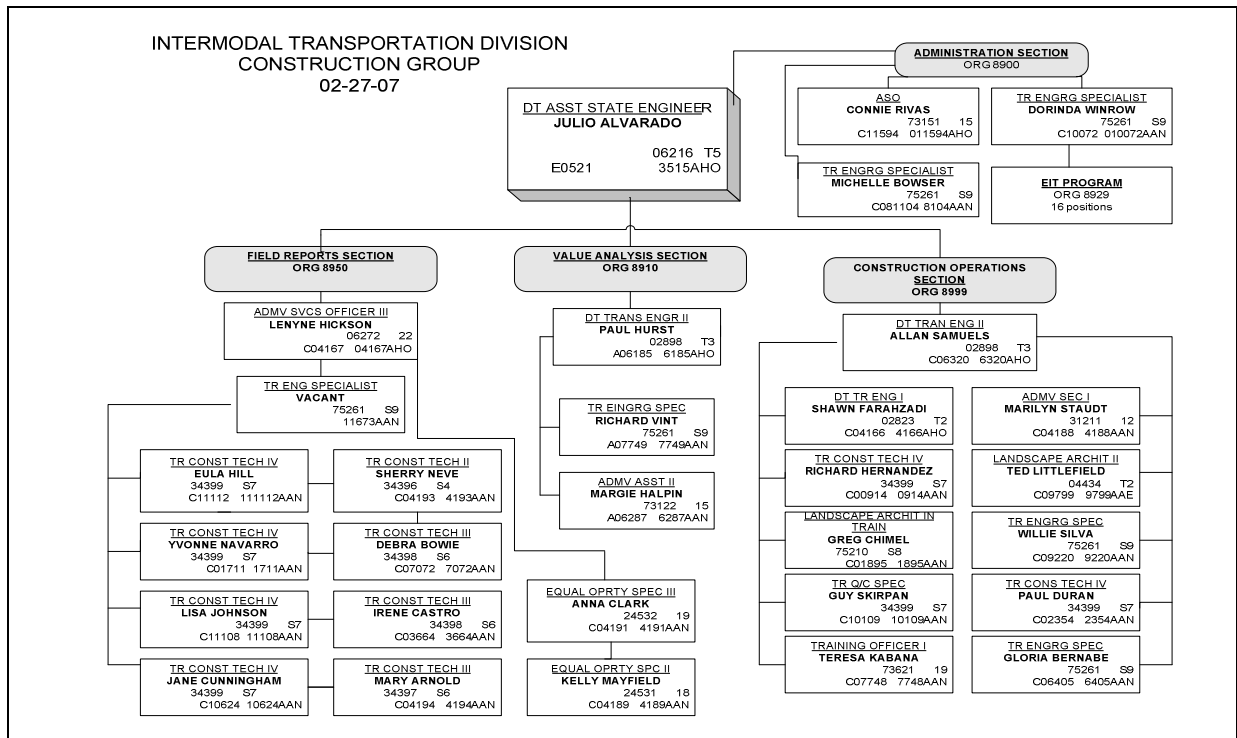 INTERMODAL TRANSPORTATION DIVISION
CONSTRUCTION GROUP
02-27-07
DT ASST STATE ENGINEER
JULIO ALVARADO
06216 T5
E0521 3515AHO
ADMINISTRATION SECTION
ORG 8900
ASO
CONNIE RIVAS
73151 15
C11594 011594AHO
TR ENGRG SPECIALIST
DORINDA WINROW
75261 S9
C10072 010072AAN
TR ENGRG SPECIALIST
MICHELLE BOWSER
75261 S9
C081104 8104AAN
EIT PROGRAM
ORG 8929
16 positions
FIELD REPORTS SECTION
ORG 8950
ADMV SVCS OFFICER III
LENYNE HICKSON
06272 22
C04167 04167AHO
TR ENG SPECIALIST
VACANT
75261 S9
11673AAN
TR CONST TECH IV
EULA HILL
34399 S7
C11112 111112AAN
TR CONST TECH II
SHERRY NEVE
34396 S4
C04193 4193AAN
TR CONST TECH IV
YVONNE NAVARRO
34399 S7
C01711 1711AAN
TR CONST TECH III
DEBRA BOWIE
34398 S6
C07072 7072AAN
TR CONST TECH IV
LISA JOHNSON
34399 S7
C11108 11108AAN
TR CONST TECH III
IRENE CASTRO
34398 S6
C03664 3664AAN
TR CONST TECH IV
JANE CUNNINGHAM
34399 S7
C10624 10624AAN
TR CONST TECH III
MARY ARNOLD
34397 S6
C04194 4194AAN
EQUAL OPRTY SPEC III
ANNA CLARK
24532 19
C04191 4191AAN
EQUAL OPRTY SPC II
KELLY MAYFIELD
24531 18
C04189 4189AAN
VALUE ANALYSIS SECTION
ORG 8910
DT TRANS ENGR II
PAUL HURST
02898 T3
A06185 6185AHO
TR EINGRG SPEC
RICHARD VINT
75261 S9
A07749 7749AAN
ADMV ASST II
MARGIE HALPIN
73122 15
A06287 6287AAN
CONSTRUCTION OPERATIONS
SECTION
ORG 8999
DT TRAN ENG II
ALLAN SAMUELS
02898 T3
C06320 6320AHO
DT TR ENG I
SHAWN FARAHZADI
02823 T2
C04166 4166AHO
ADMV SEC I
MARILYN STAUDT
31211 12
C04188 4188AAN
TR CONST TECH IV
RICHARD HERNANDEZ
34399 S7
C00914 0914AAN
LANDSCAPE ARCHIT II
TED LITTLEFIELD
04434 T2
C09799 9799AAE
LANDSCAPE ARCHIT IN
TRAIN
GREG CHIMEL
75210 S8
C01895 1895AAN
TR ENGRG SPEC
WILLIE SILVA
75261 S9
C09220 9220AAN
TR Q/C SPEC
GUY SKIRPAN
34399 S7
C10109 10109AAN
TR CONS TECH IV
PAUL DURAN
34399 S7
C02354 2354AAN
TRAINING OFFICER I
TERESA KABANA
73621 19
C07748 7748AAN
TR ENGRG SPEC
GLORIA BERNABE
75261 S9
C06405 6405AAN